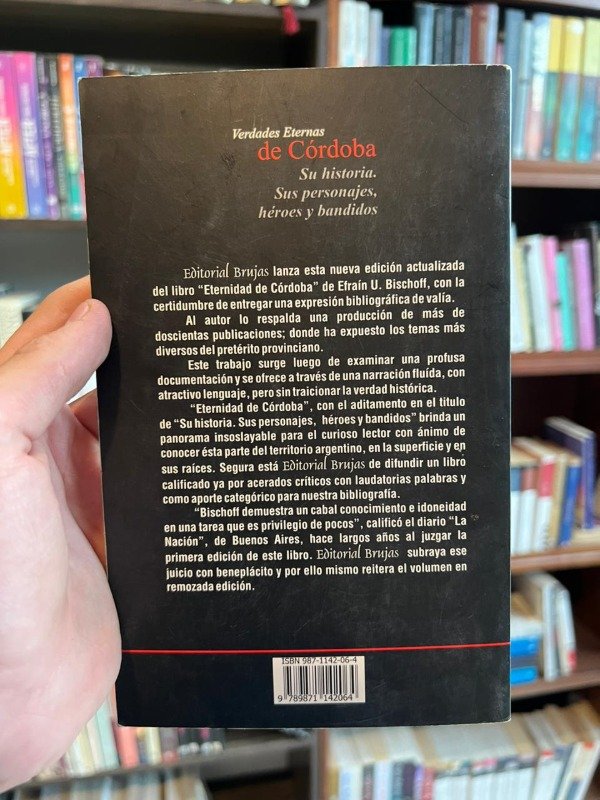 Verdades Eternas
de Córdoba
Su historia.
Sus personajes,
héroes y bandidos
Editorial Brujas lanza esta nueva edición actualizada
del libro “Eternidad de Córdoba” de Efraín U. Bischoff, con la
certidumbre de entregar una expresión bibliográfica de valía.
Al autor lo respalda una producción de más de
doscientas publicaciones; donde ha expuesto los temas más
diversos del pretérito provinciano.
Este trabajo surge luego de examinar una profusa
documentación y se ofrece a través de una narración fluída, con
atractivo lenguaje, pero sin traicionar la verdad histórica.
“Eternidad de Córdoba”, con el aditamento en el titulo
de “Su historia. Sus personajes, héroes y bandidos” brinda un
panorama insoslayable para el curioso lector con ánimo de
conocer ésta parte del territorio argentino, en la superficie y en
sus raíces. Segura está Editorial Brujas de difundir un libro
calificado ya por acerados críticos con laudatorias palabras y
como aporte categórico para nuestra bibliografía.
“Bischoff demuestra un cabal conocimiento e idoneidad
en una tarea que es privilegio de pocos”, calificó el diario “La
Nación”, de Buenos Aires, hace largos años al juzgar la
primera edición de este libro. Editorial Brujas subraya ese
juicio con beneplácito y por ello mismo reitera el volumen en
remozada edición.
ISBN 987-1142-06-4
9 789871 142064